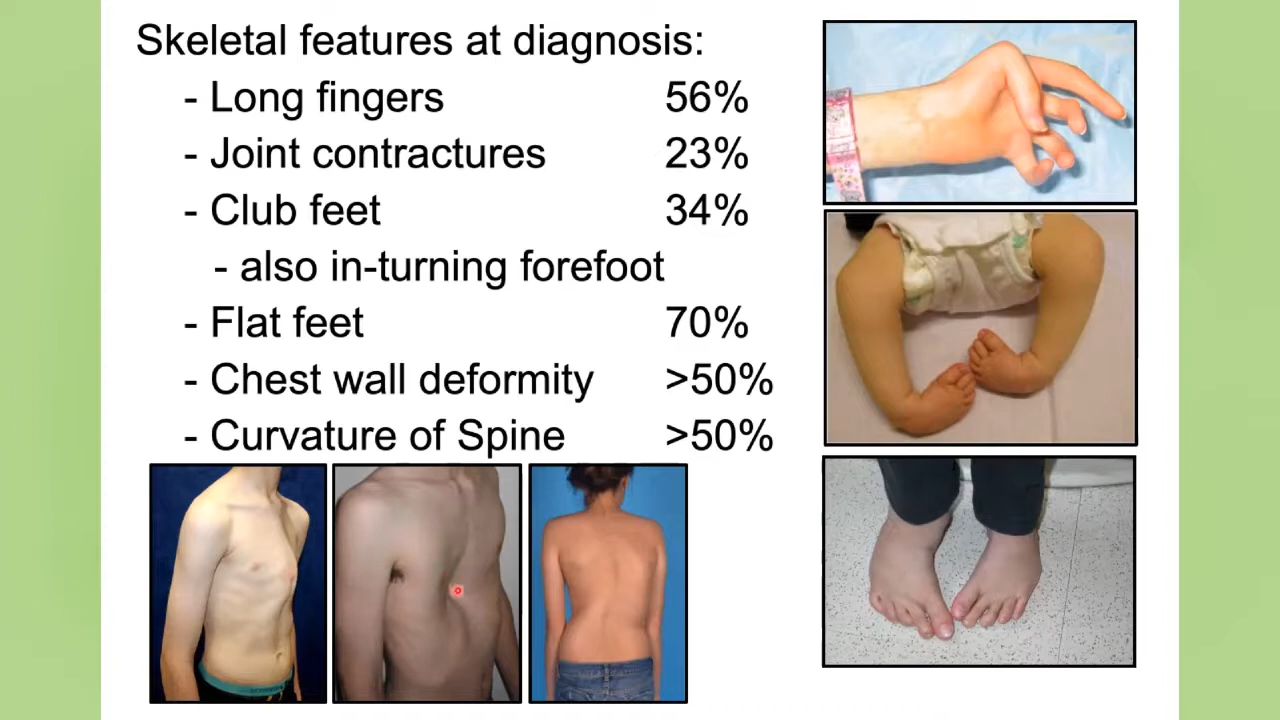 Skeletal features at diagnosis:
- Long fingers 56%
- Joint contractures 23%
- Club feet 34%
- also in-turning forefoot
- Flat feet 70%
- Chest wall deformity >50%
- Curvature of Spine >50%